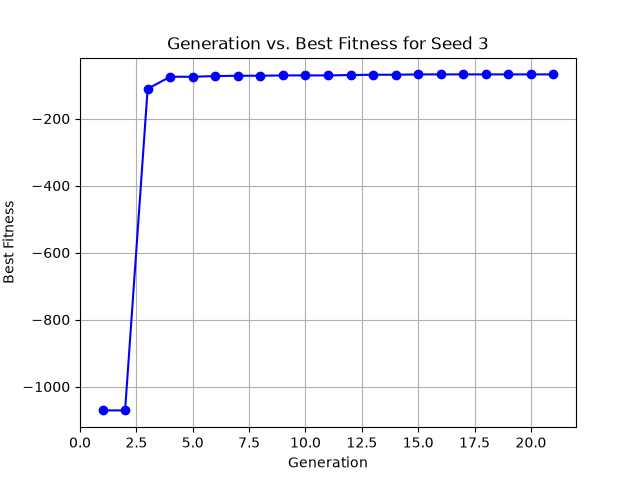 Generation vs. Best Fitness for Seed 3
Best Fitness
−200
−400
−600
−800
−1000
0.0 2.5 5.0 7.5 10.0 12.5 15.0 17.5 20.0
Generation